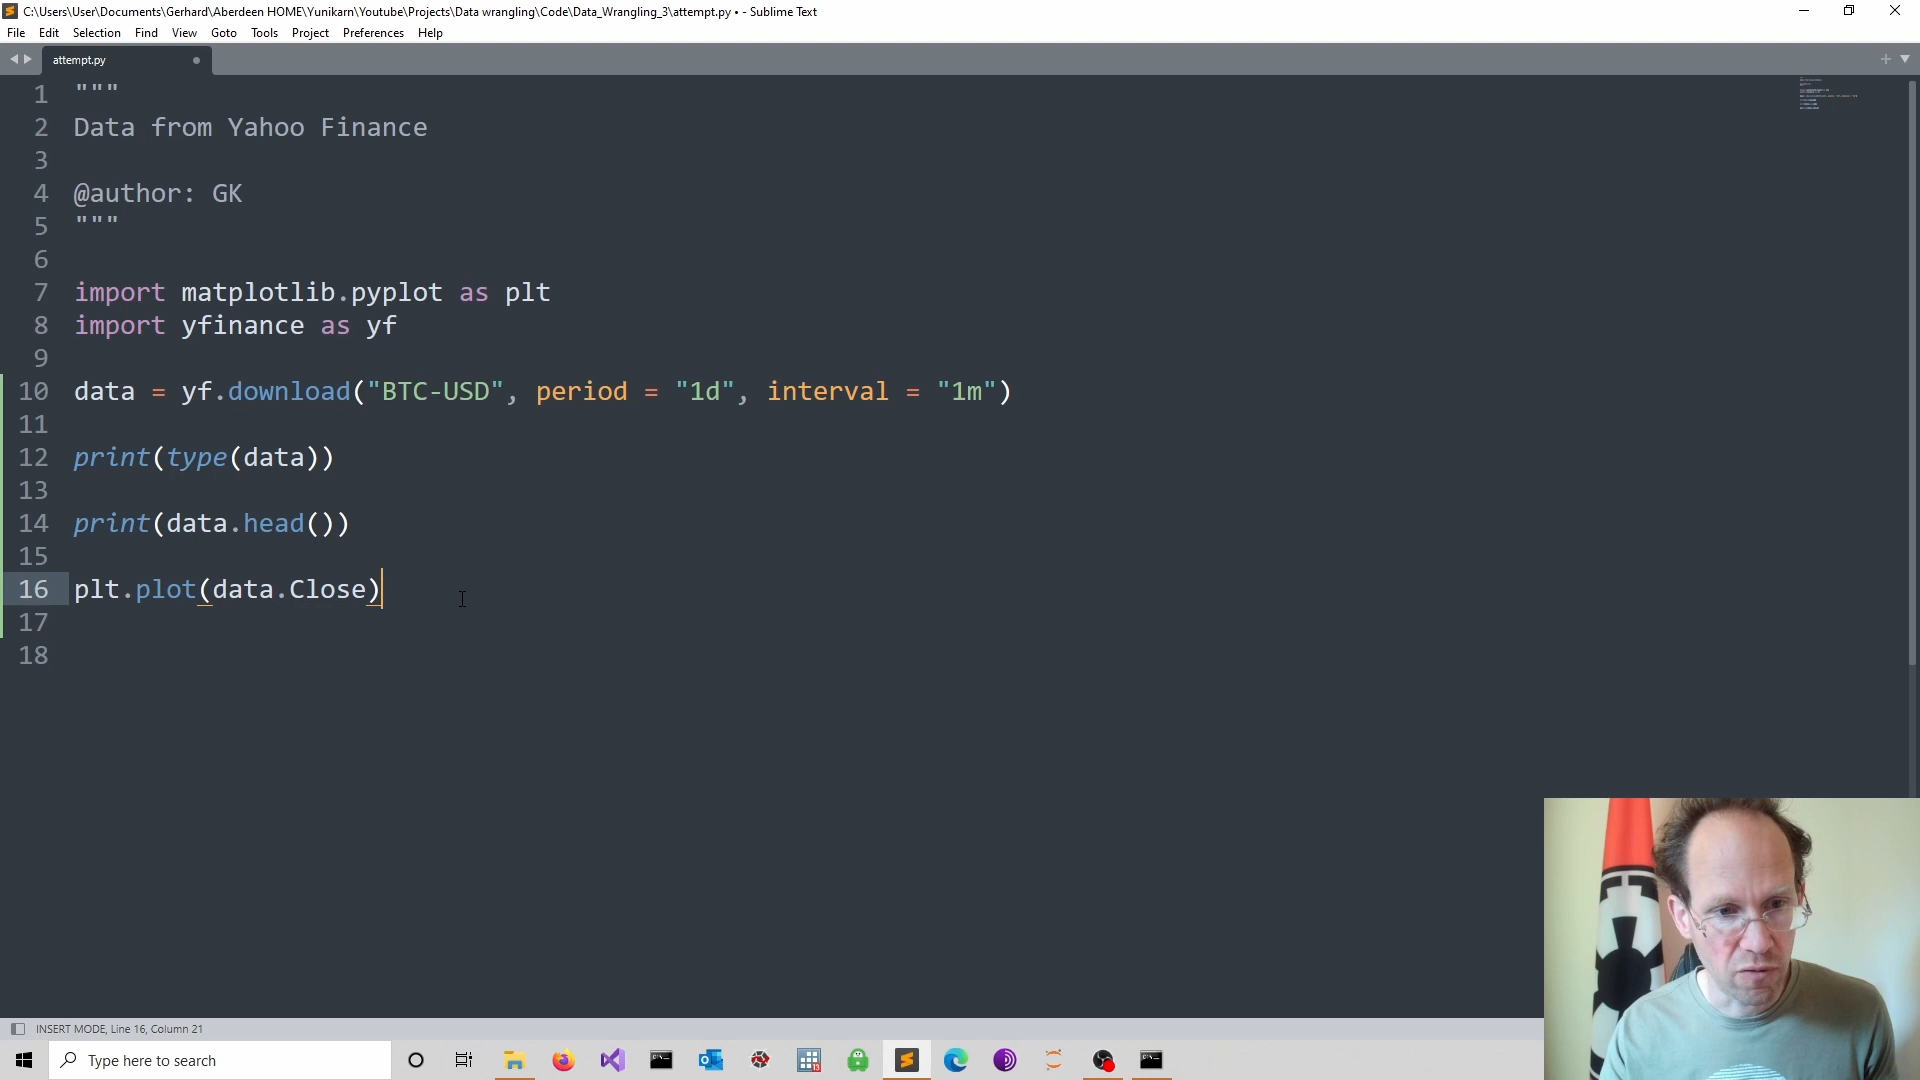 C:\Users\User\Documents\Gerhard\Aberdeen HOME\Yunikarn\Youtube\Projects\Data wrangling\Code\Data_Wrangling_3\attempt.py • - Sublime Text
File Edit Selection Find View Goto Tools Project Preferences Help
attempt.py
1 """
2 Data from Yahoo Finance
3
4 @author: GK
5 """
6
7 import matplotlib.pyplot as plt
8 import yfinance as yf
9
10 data = yf.download("BTC-USD", period = "1d", interval = "1m")
11
12 print(type(data))
13
14 print(data.head())
15
16 plt.plot(data.Close)
17
18
INSERT MODE, Line 16, Column 21
Type here to search